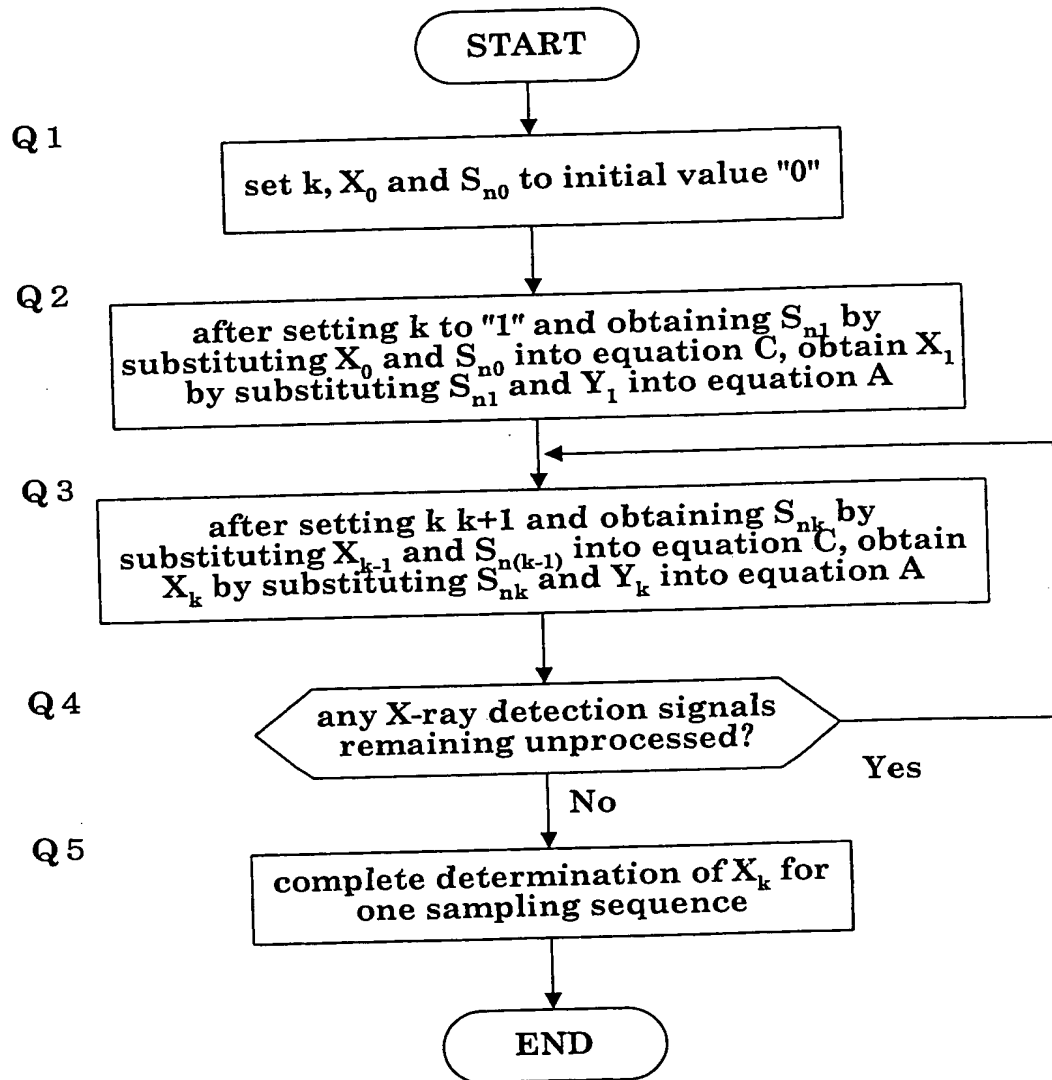 START
Q1
set k, X₀ and Sₙ₀ to initial value "0"
Q2
after setting k to "1" and obtaining Sₙ₁ by
substituting X₀ and Sₙ₀ into equation C, obtain X₁
by substituting Sₙ₁ and Y₁ into equation A
Q3
after setting k k+1 and obtaining Sₙₖ by
substituting Xₖ₋₁ and Sₙ₍ₖ₋₁₎ into equation C, obtain
Xₖ by substituting Sₙₖ and Yₖ into equation A
Q4
any X-ray detection signals
remaining unprocessed?
Yes
No
Q5
complete determination of Xₖ for
one sampling sequence
END